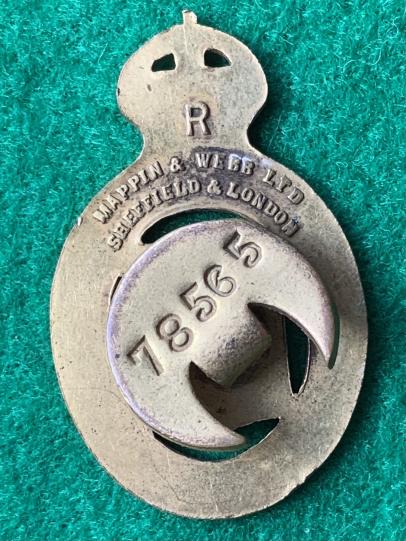 R
MAPPIN & WEBB LTD
SHEFFIELD & LONDON
78565